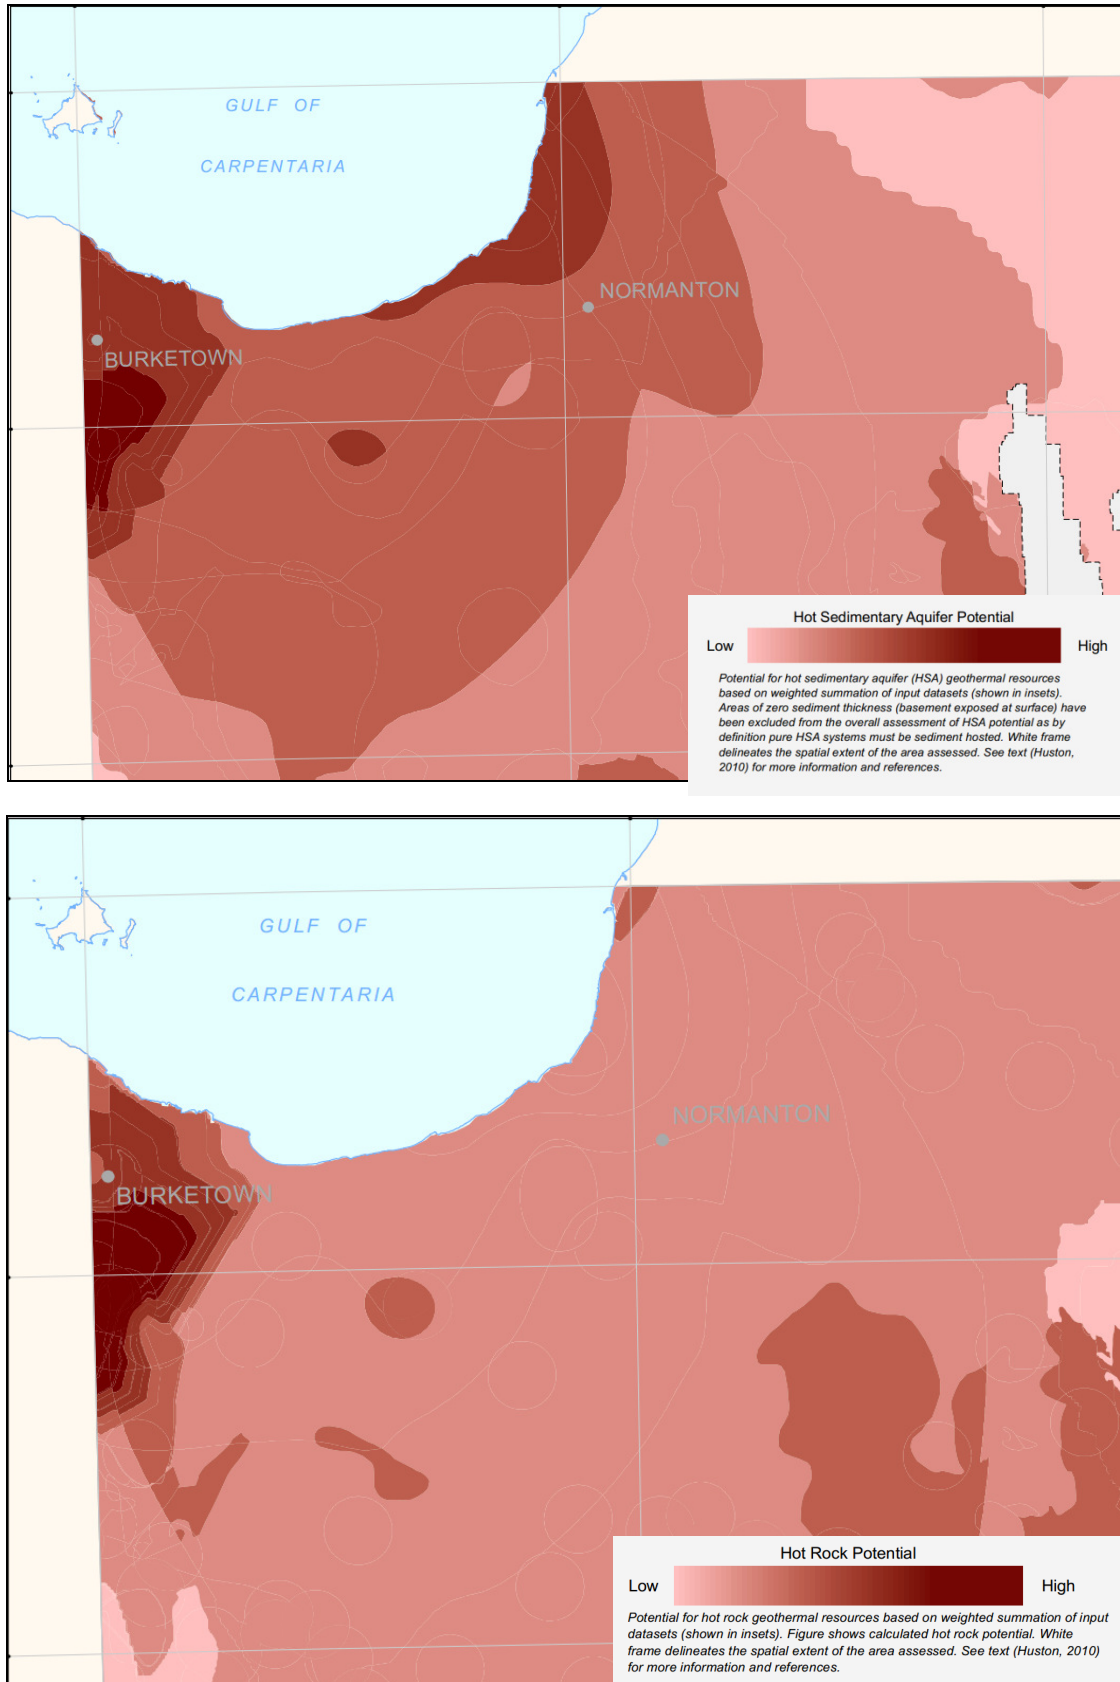 GULF OF
CARPENTARIA
NORMANTON
BURKETOWN
Hot Sedimentary Aquifer Potential
Low High
Potential for hot sedimentary aquifer (HSA) geothermal resources
based on weighted summation of input datasets (shown in insets).
Areas of zero sediment thickness (basement exposed at surface) have
been excluded from the overall assessment of HSA potential as by
definition pure HSA systems must be sediment hosted. White frame
delineates the spatial extent of the area assessed. See text (Huston,
2010) for more information and references.
GULF OF
CARPENTARIA
NORMANTON
BURKETOWN
Hot Rock Potential
Low High
Potential for hot rock geothermal resources based on weighted summation of input
datasets (shown in insets). Figure shows calculated hot rock potential. White
frame delineates the spatial extent of the area assessed. See text (Huston, 2010)
for more information and references.